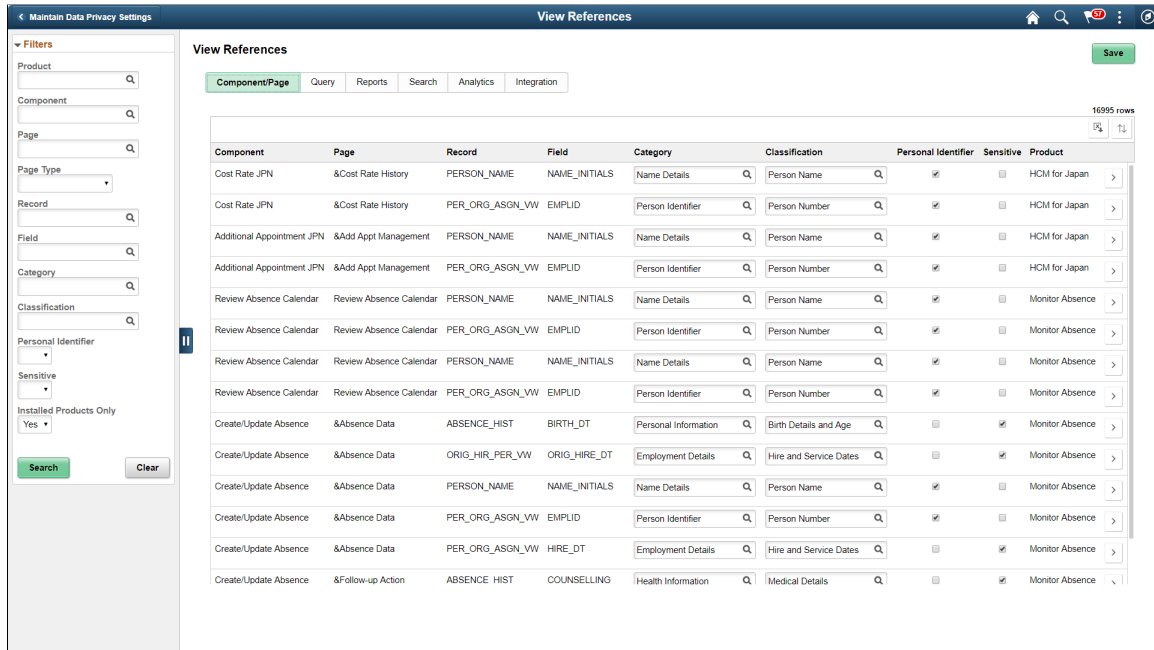 Maintain Data Privacy Settings
View References
57
Filters
Product
Component
Page
Page Type
Record
Field
Category
Classification
Personal Identifier
Sensitive
Installed Products Only
Yes
Search Clear
View References
Save
Component/Page Query Reports Search Analytics Integration
16995 rows
Component Page Record Field Category Classification Personal Identifier Sensitive Product
Cost Rate JPN &Cost Rate History PERSON_NAME NAME_INITIALS Name Details Person Name HCM for Japan
Cost Rate JPN &Cost Rate History PER_ORG_ASGN_VW EMPLID Person Identifier Person Number HCM for Japan
Additional Appointment JPN &Add Appt Management PERSON_NAME NAME_INITIALS Name Details Person Name HCM for Japan
Additional Appointment JPN &Add Appt Management PER_ORG_ASGN_VW EMPLID Person Identifier Person Number HCM for Japan
Review Absence Calendar Review Absence Calendar PERSON_NAME NAME_INITIALS Name Details Person Name Monitor Absence
Review Absence Calendar Review Absence Calendar PER_ORG_ASGN_VW EMPLID Person Identifier Person Number Monitor Absence
Review Absence Calendar Review Absence Calendar PERSON_NAME NAME_INITIALS Name Details Person Name Monitor Absence
Review Absence Calendar Review Absence Calendar PER_ORG_ASGN_VW EMPLID Person Identifier Person Number Monitor Absence
Create/Update Absence &Absence Data ABSENCE_HIST BIRTH_DT Personal Information Birth Details and Age Monitor Absence
Create/Update Absence &Absence Data ORIG_HIR_PER_VW ORIG_HIRE_DT Employment Details Hire and Service Dates Monitor Absence
Create/Update Absence &Absence Data PERSON_NAME NAME_INITIALS Name Details Person Name Monitor Absence
Create/Update Absence &Absence Data PER_ORG_ASGN_VW EMPLID Person Identifier Person Number Monitor Absence
Create/Update Absence &Absence Data PER_ORG_ASGN_VW HIRE_DT Employment Details Hire and Service Dates Monitor Absence
Create/Update Absence &Follow-up Action ABSENCE_HIST COUNSELLING Health Information Medical Details Monitor Absence